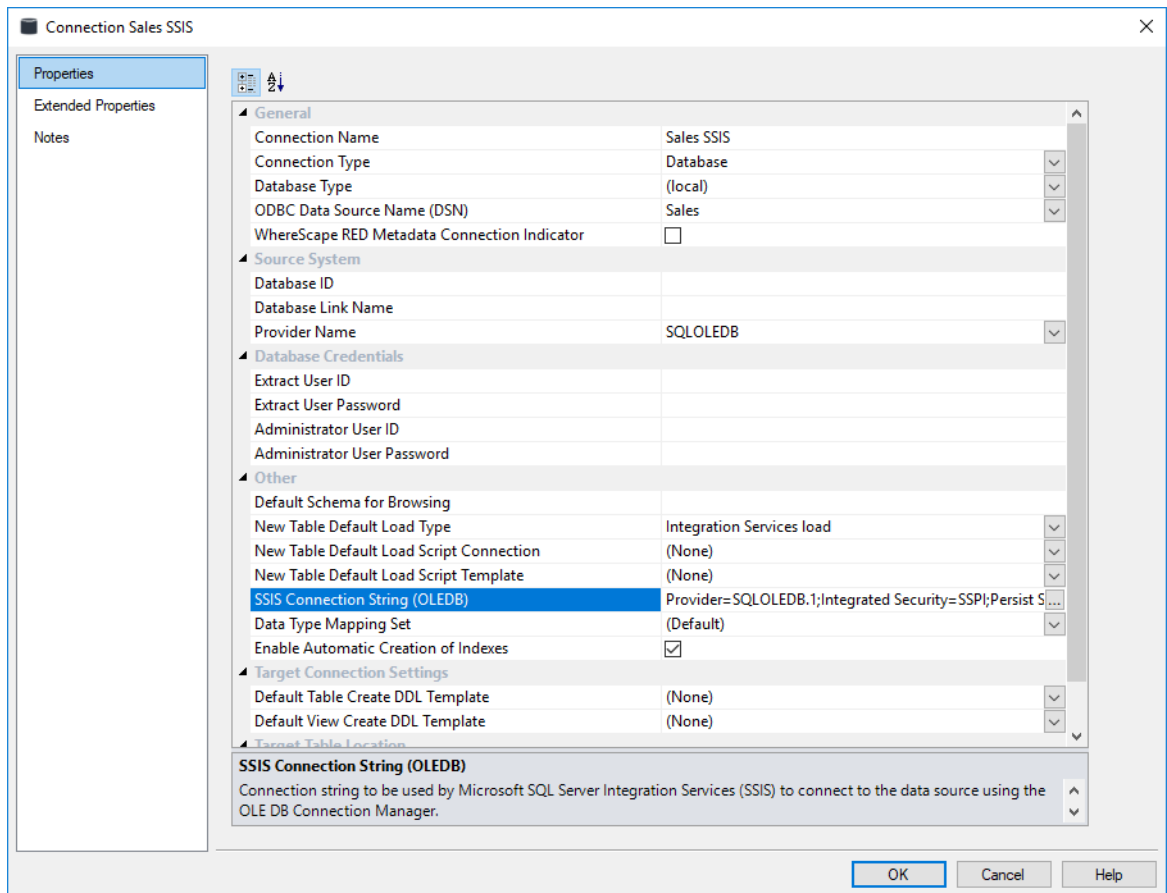 Connection Sales SSIS
Properties
Extended Properties
Notes
General
Connection Name Sales SSIS
Connection Type Database
Database Type (local)
ODBC Data Source Name (DSN) Sales
WhereScape RED Metadata Connection Indicator
Source System
Database ID
Database Link Name
Provider Name SQLOLEDB
Database Credentials
Extract User ID
Extract User Password
Administrator User ID
Administrator User Password
Other
Default Schema for Browsing
New Table Default Load Type Integration Services load
New Table Default Load Script Connection (None)
New Table Default Load Script Template (None)
SSIS Connection String (OLEDB) Provider=SQLOLEDB.1;Integrated Security=SSPI;Persist S...
Data Type Mapping Set (Default)
Enable Automatic Creation of Indexes
Target Connection Settings
Default Table Create DDL Template (None)
Default View Create DDL Template (None)
Target Table Location
SSIS Connection String (OLEDB)
Connection string to be used by Microsoft SQL Server Integration Services (SSIS) to connect to the data source using the
OLE DB Connection Manager.
OK Cancel Help